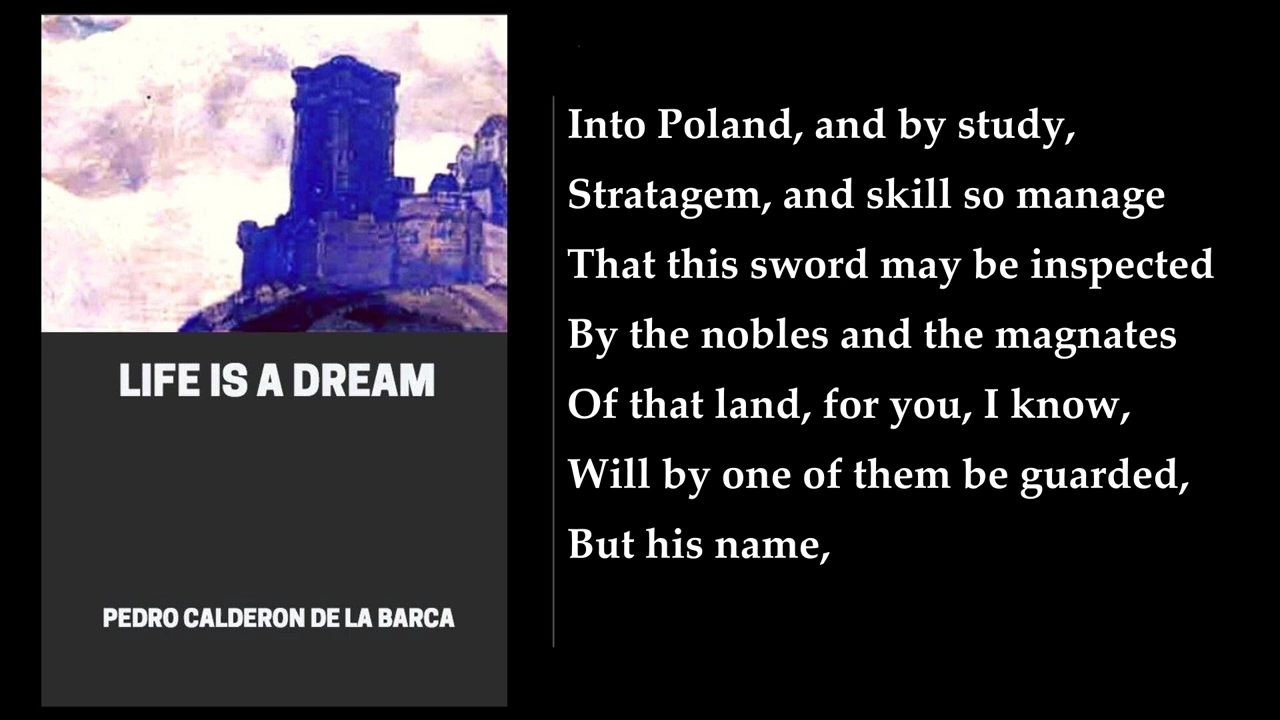 LIFE IS A DREAM
PEDRO CALDERON DE LA BARCA
Into Poland, and by study,
Stratagem, and skill so manage
That this sword may be inspected
By the nobles and the magnates
Of that land, for you, I know,
Will by one of them be guarded,
But his name,